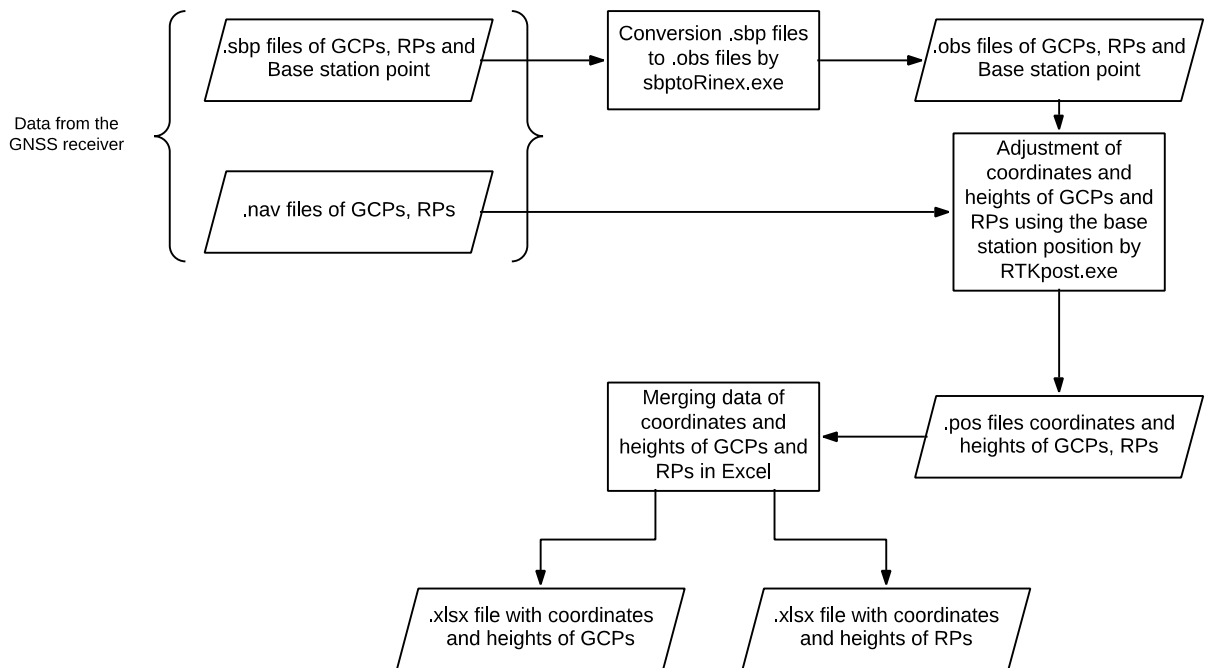 .sbp files of GCPs, RPs and
Base station point
Conversion .sbp files
to .obs files by
sbptoRinex.exe
.obs files of GCPs, RPs and
Base station point
Data from the
GNSS receiver
.nav files of GCPs, RPs
Adjustment of
coordinates and
heights of GCPs and
RPs using the base
station position by
RTKpost.exe
Merging data of
coordinates and
heights of GCPs and
RPs in Excel
.pos files coordinates and
heights of GCPs, RPs
.xlsx file with coordinates
and heights of GCPs
.xlsx file with coordinates
and heights of RPs